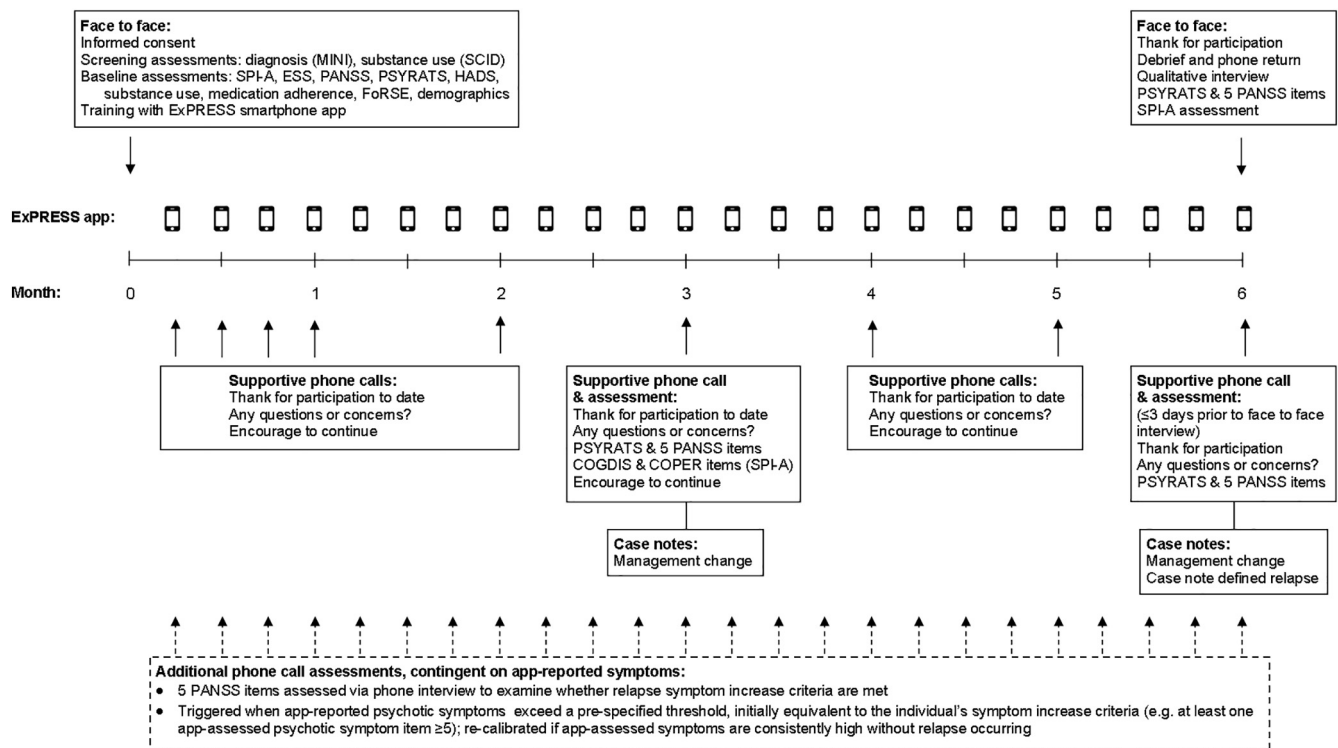 Face to face:
Informed consent
Screening assessments: diagnosis (MINI), substance use (SCID)
Baseline assessments: SPI-A, ESS, PANSS, PSYRATS, HADS,
substance use, medication adherence, FoRSE, demographics
Training with ExPRESS smartphone app
Face to face:
Thank for participation
Debrief and phone return
Qualitative interview
PSYRATS & 5 PANSS items
SPI-A assessment
ExPRESS app:
Month:
0 1 2 3 4 5 6
Supportive phone calls:
Thank for participation to date
Any questions or concerns?
Encourage to continue
Supportive phone call
& assessment:
Thank for participation to date
Any questions or concerns?
PSYRATS & 5 PANSS items
COGDIS & COPER items (SPI-A)
Encourage to continue
Supportive phone calls:
Thank for participation to date
Any questions or concerns?
Encourage to continue
Supportive phone call
& assessment:
(≤3 days prior to face to face
interview)
Thank for participation
Any questions or concerns?
PSYRATS & 5 PANSS items
Case notes:
Management change
Case notes:
Management change
Case note defined relapse
Additional phone call assessments, contingent on app-reported symptoms:
• 5 PANSS items assessed via phone interview to examine whether relapse symptom increase criteria are met
• Triggered when app-reported psychotic symptoms exceed a pre-specified threshold, initially equivalent to the individual's symptom increase criteria (e.g. at least one
app-assessed psychotic symptom item ≥5); re-calibrated if app-assessed symptoms are consistently high without relapse occurring